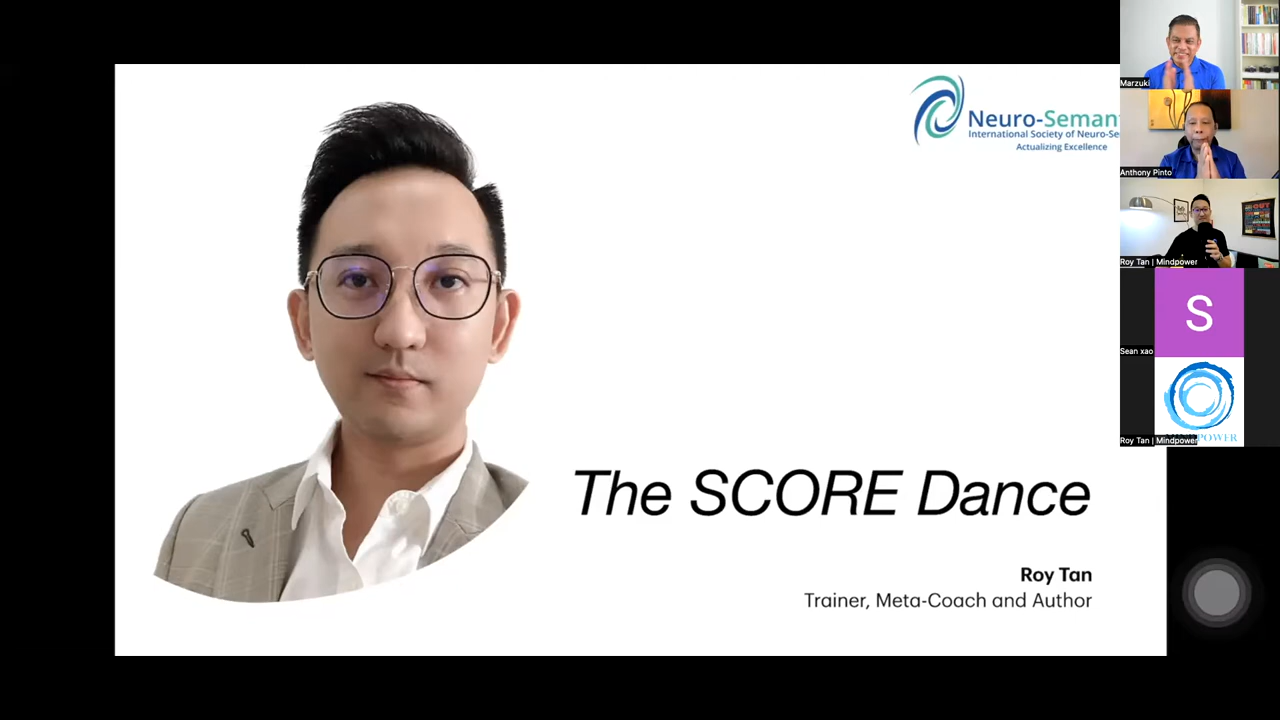 Neuro-Seman
International Society of Neuro-Se
Actualizing Excellence
The SCORE Dance
Roy Tan
Trainer, Meta-Coach and Author
Marzuki
Anthony Pinto
Roy Tan | Mindpower
S
Sean xao
Roy Tan | Mindpower
POWER